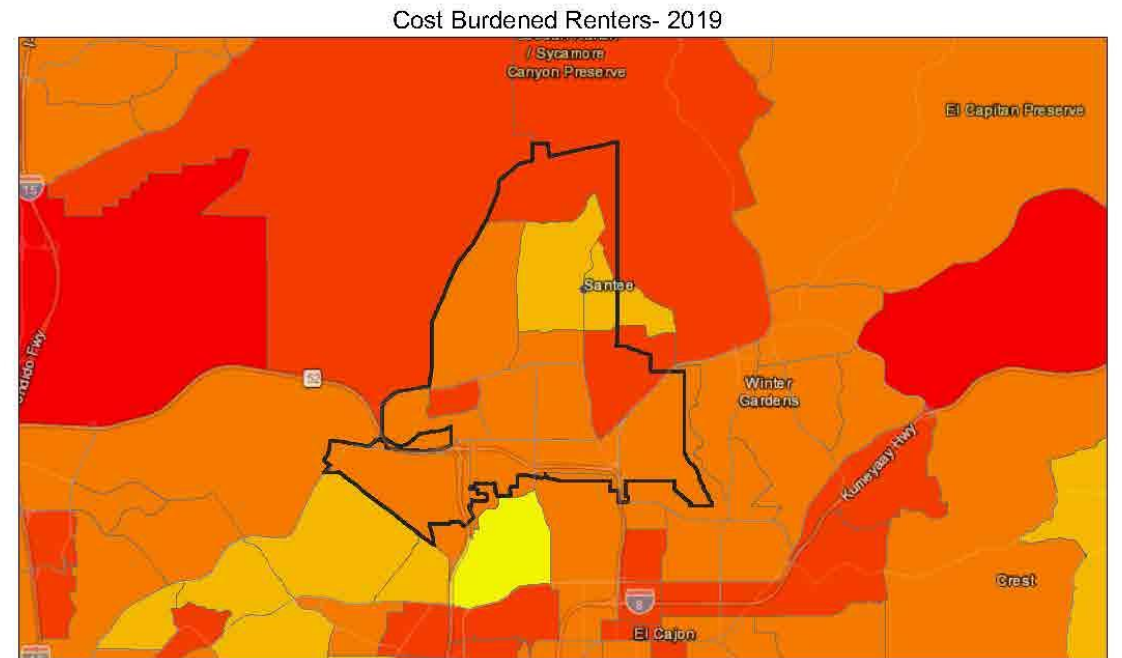 Cost Burdened Renters- 2019
/ Sycamore
Canyon Preserve
El Capitan Preserve
15
Santee
52
Fwy
Winter
Gardens
Kumeyaay Hwy
Crest
8
El Cajon